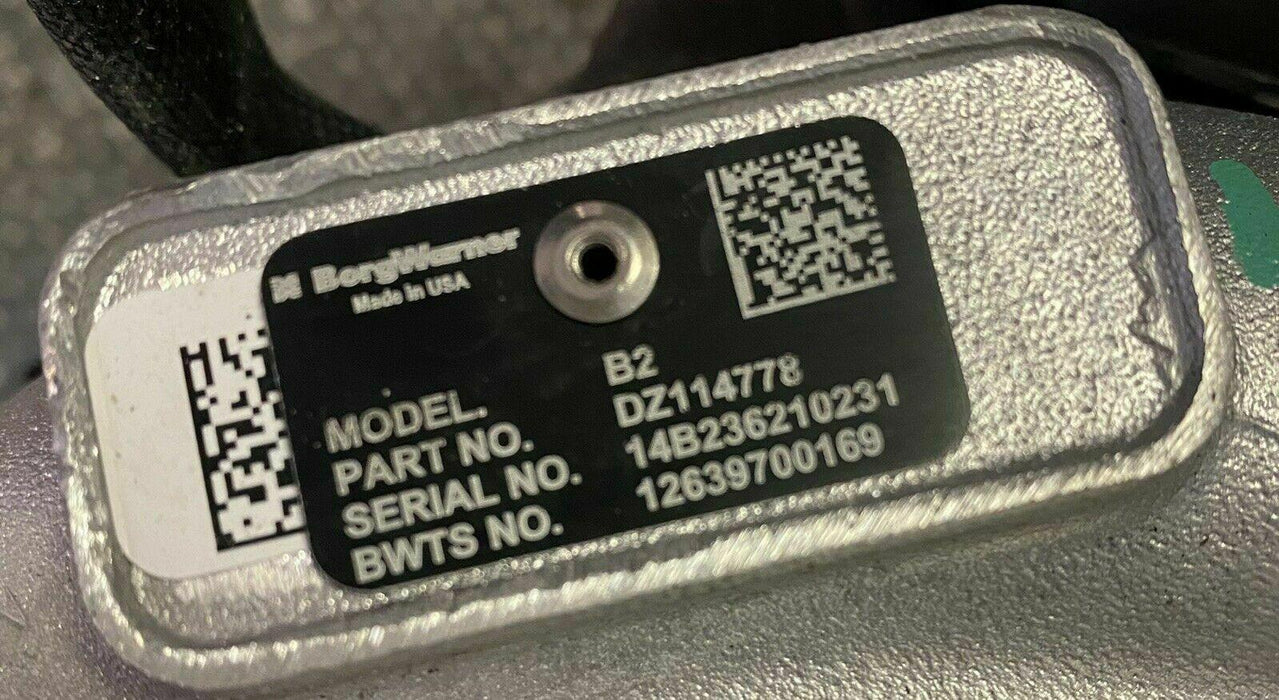 BorgWarner
Made in USA
MODEL. B2
PART NO. DZ114778
SERIAL NO. 14B236210231
BWTS NO. 12639700169